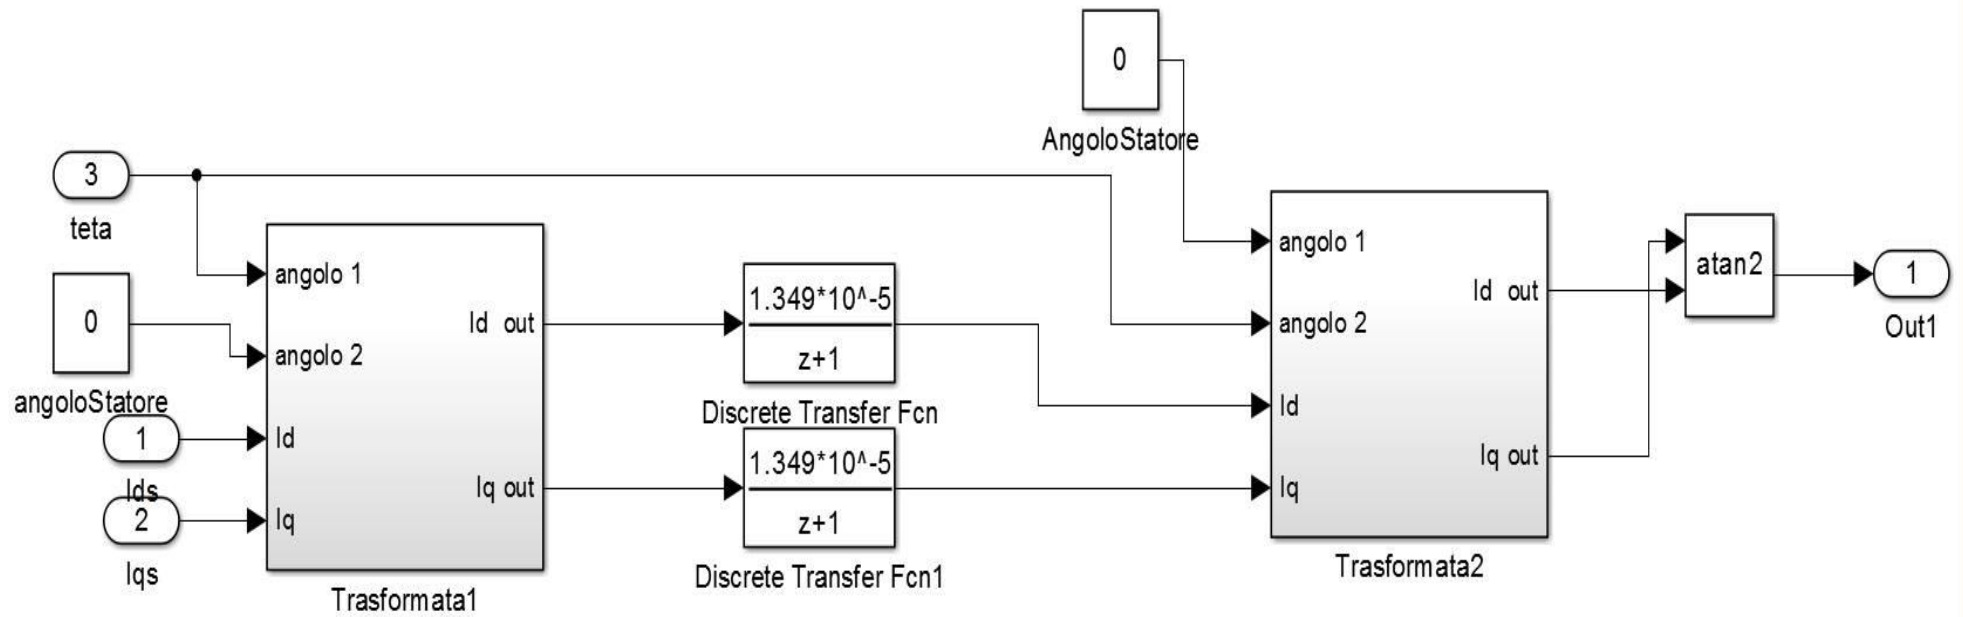 0
AngoloStatore
3
teta
0
angoloStatore
1
Ids
2
Iqs
angolo 1
angolo 2
Id
Iq
Id out
Iq out
Trasformata1
1.349*10^-5
z+1
Discrete Transfer Fcn
1.349*10^-5
z+1
Discrete Transfer Fcn1
angolo 1
angolo 2
Id
Iq
Id out
Iq out
Trasformata2
atan2
1
Out1